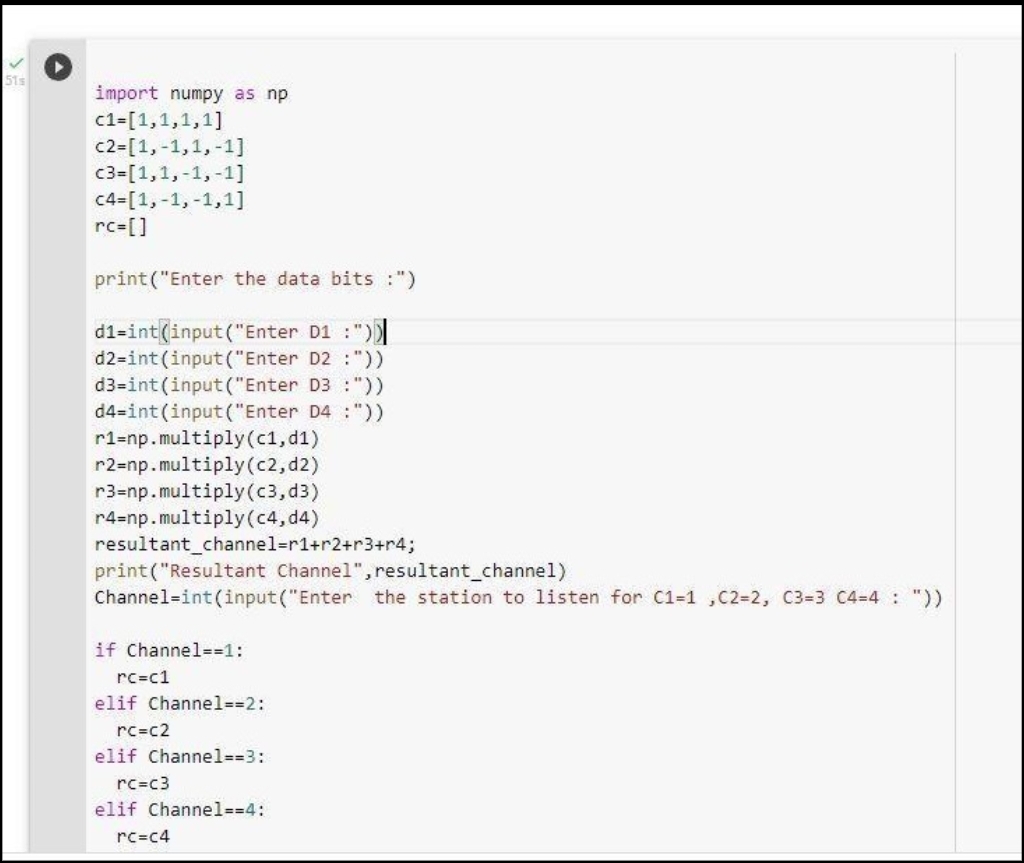 51s
import numpy as np
c1=[1,1,1,1]
c2=[1,-1,1,-1]
c3=[1,1,-1,-1]
c4=[1,-1,-1,1]
rc=[]
print("Enter the data bits :")
d1=int(input("Enter D1 :"))
d2=int(input("Enter D2 :"))
d3=int(input("Enter D3 :"))
d4=int(input("Enter D4 :"))
r1=np.multiply(c1,d1)
r2=np.multiply(c2,d2)
r3=np.multiply(c3,d3)
r4=np.multiply(c4,d4)
resultant_channel=r1+r2+r3+r4;
print("Resultant Channel",resultant_channel)
Channel=int(input("Enter  the station to listen for C1=1 ,C2=2, C3=3 C4=4 : "))
if Channel==1:
  rc=c1
elif Channel==2:
  rc=c2
elif Channel==3:
  rc=c3
elif Channel==4:
  rc=c4